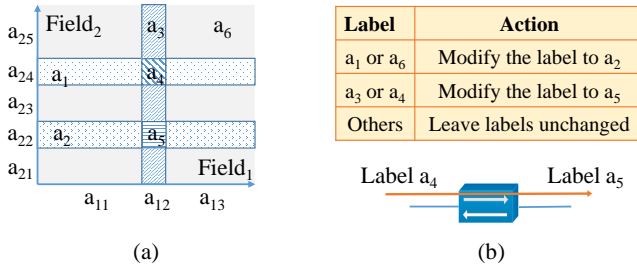 Field₂
a₃
a₆
a₂₅
a₂₄
a₁
a₄
a₂₃
a₂₂
a₂
a₅
a₂₁
Field₁
a₁₁
a₁₂
a₁₃
(a)
Label Action
a₁ or a₆ Modify the label to a₂
a₃ or a₄ Modify the label to a₅
Others Leave labels unchanged
Label a₄ Label a₅
(b)